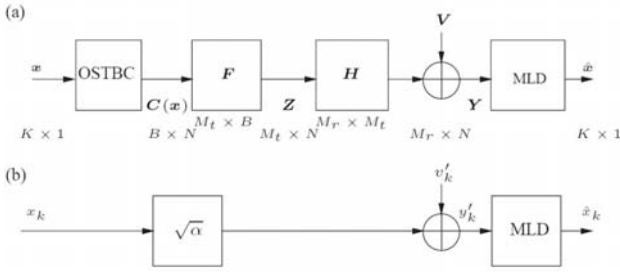 (a)
V
x OSTBC F H MLD x̂
C(x) Z Y
K × 1 B × N M_t × B M_t × N M_r × M_t M_r × N K × 1
(b)
v′_k
x_k √α y′_k MLD x̂_k